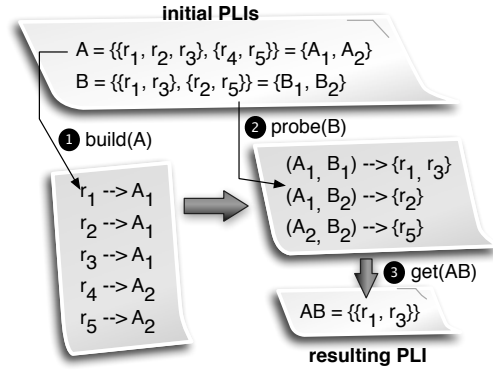 initial PLIs
A = {{r₁, r₂, r₃}, {r₄, r₅}} = {A₁, A₂}
B = {{r₁, r₃}, {r₂, r₅}} = {B₁, B₂}
1 build(A)
2 probe(B)
r₁ --> A₁
r₂ --> A₁
r₃ --> A₁
r₄ --> A₂
r₅ --> A₂
(A₁, B₁) --> {r₁, r₃}
(A₁, B₂) --> {r₂}
(A₂, B₂) --> {r₅}
3 get(AB)
AB = {{r₁, r₃}}
resulting PLI